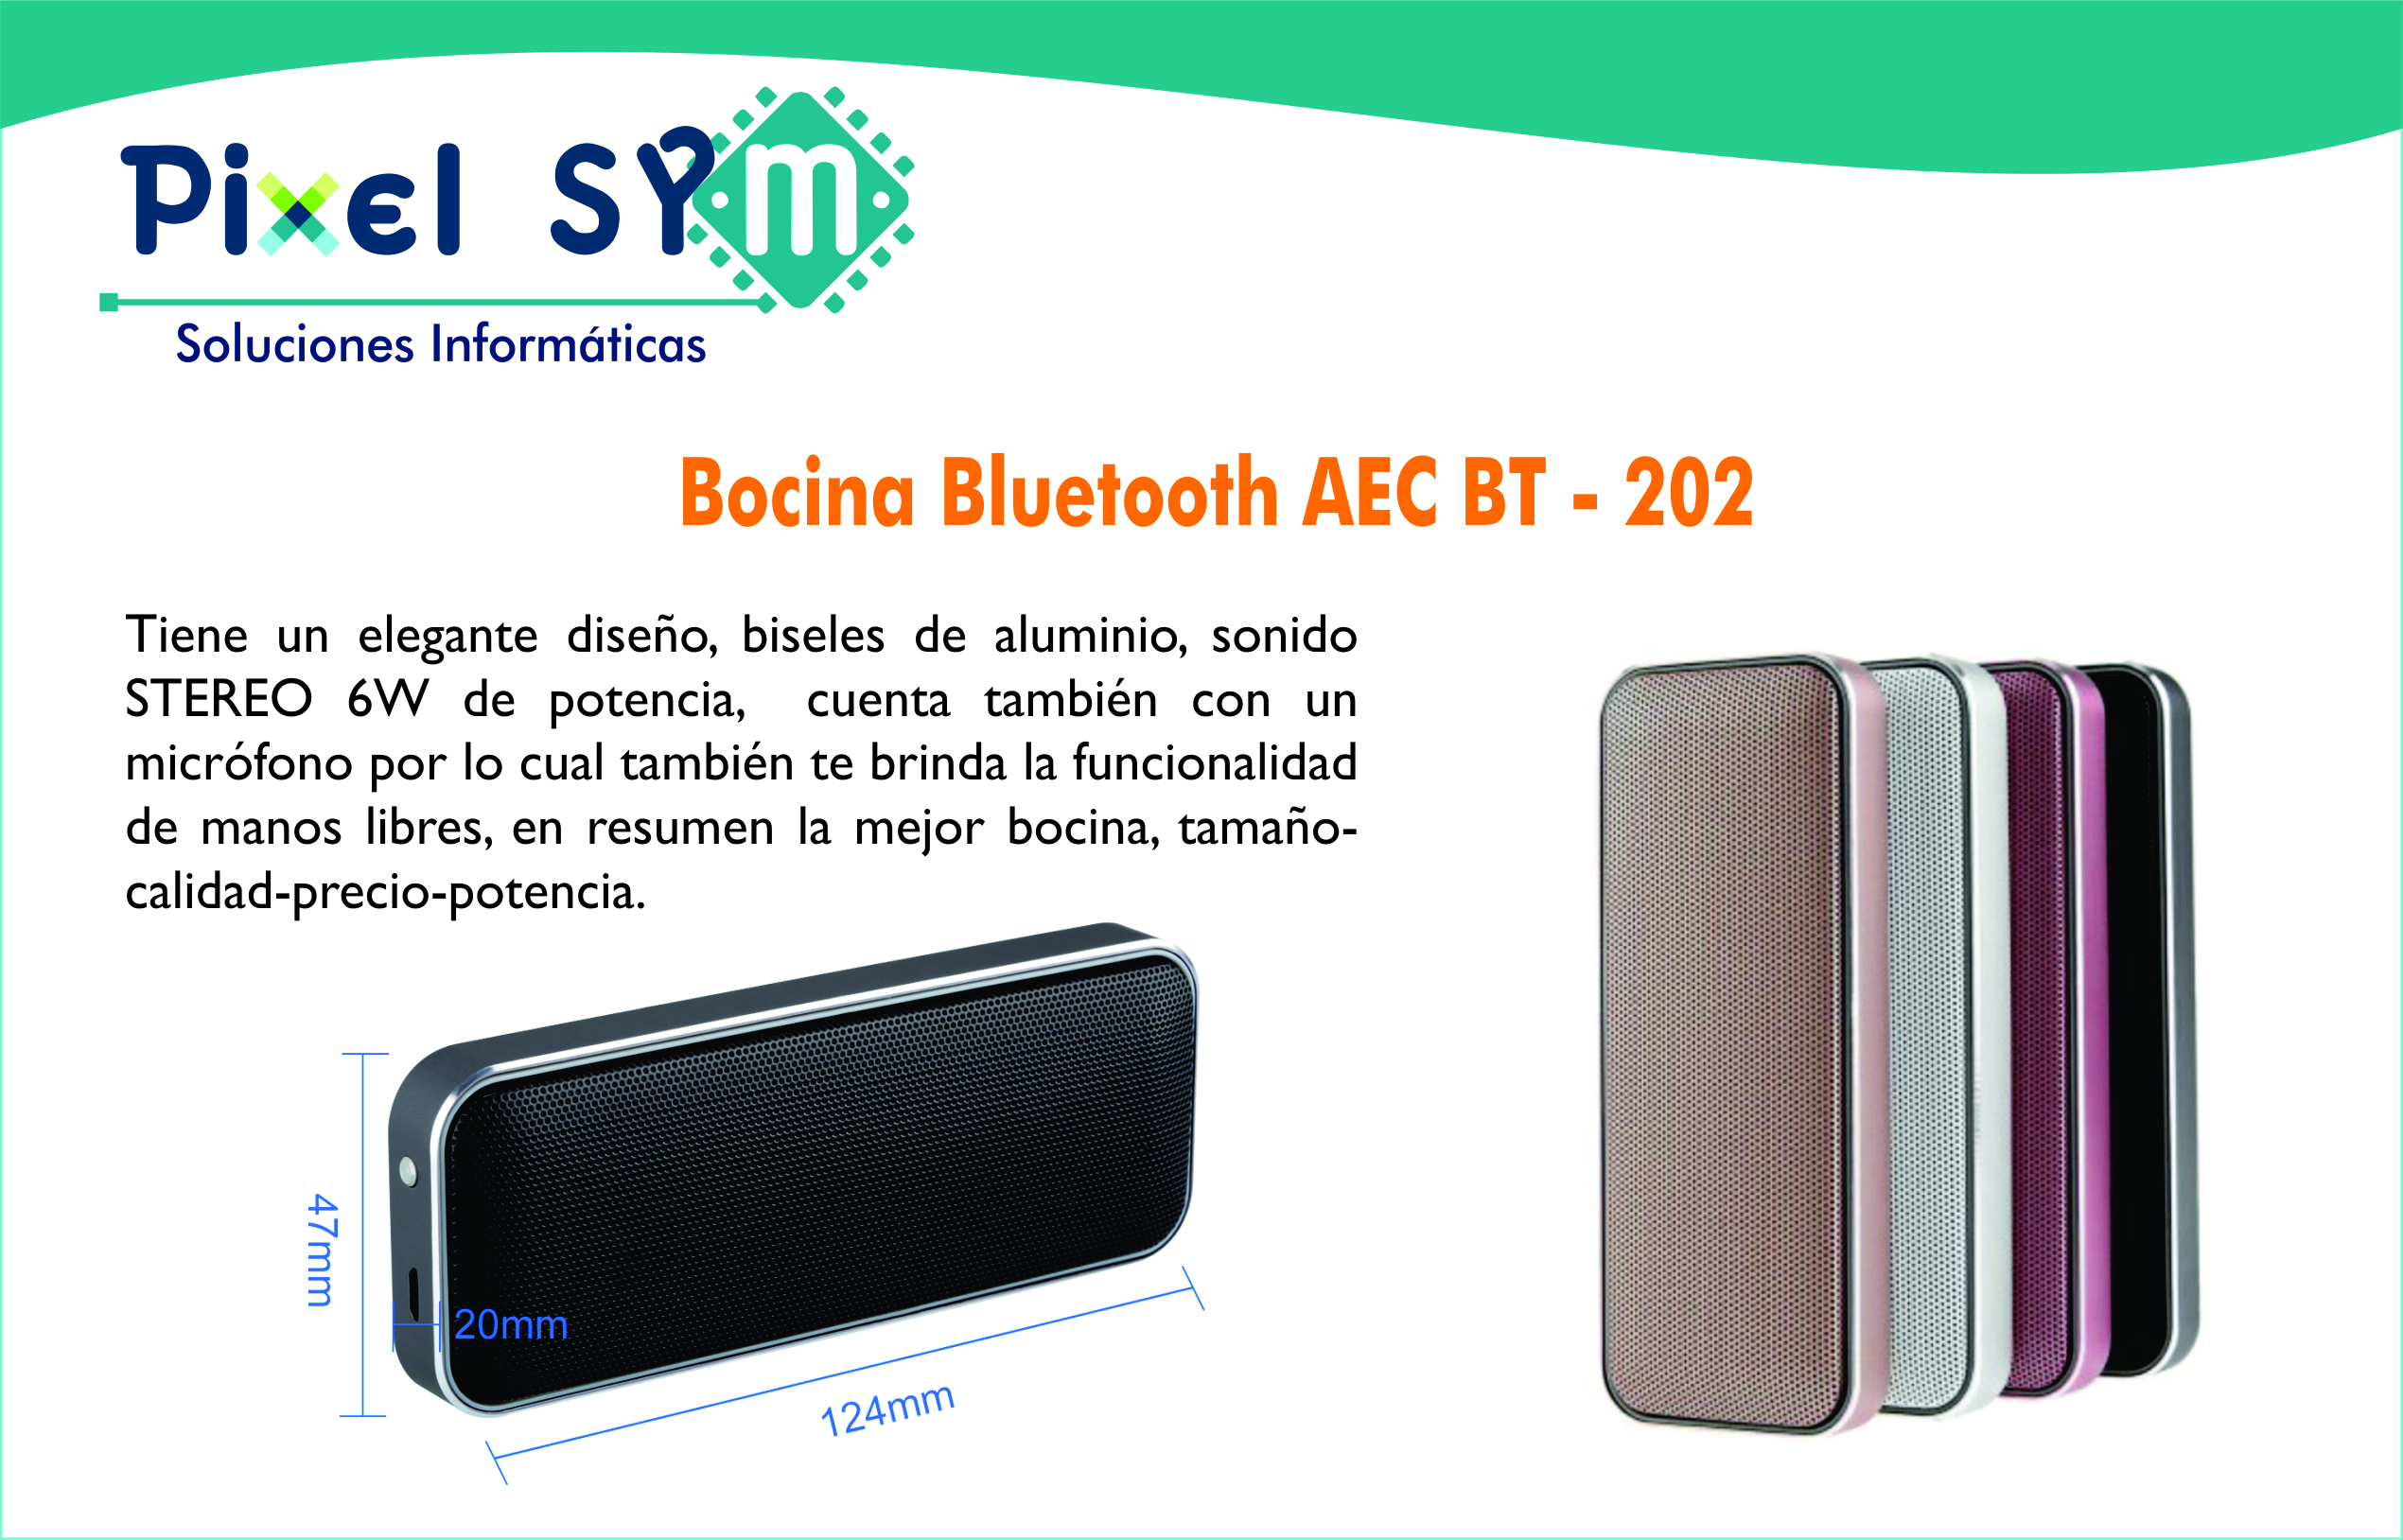 Pixel SYM
Soluciones Informáticas
Bocina Bluetooth AEC BT - 202
Tiene un elegante diseño, biseles de aluminio, sonido
STEREO 6W de potencia, cuenta también con un
micrófono por lo cual también te brinda la funcionalidad
de manos libres, en resumen la mejor bocina, tamaño-
calidad-precio-potencia.
47mm
20mm
124mm